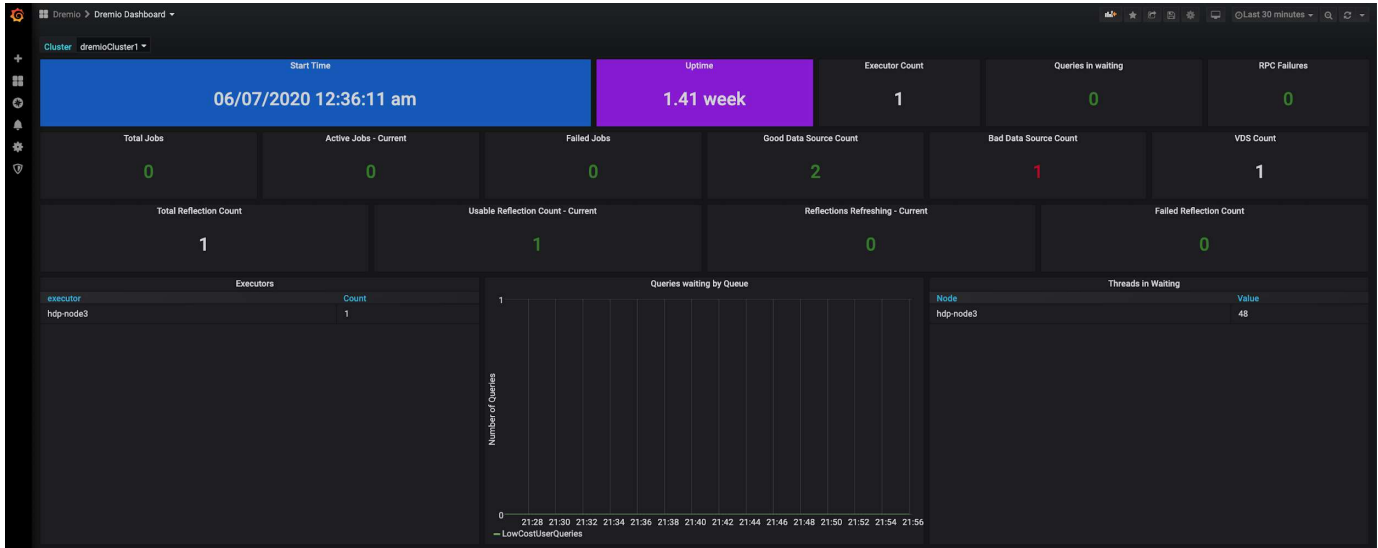 Dremio > Dremio Dashboard
Last 30 minutes
Cluster dremioCluster1
Start Time
06/07/2020 12:36:11 am
Uptime
1.41 week
Executor Count
1
Queries in waiting
0
RPC Failures
0
Total Jobs
0
Active Jobs - Current
0
Failed Jobs
0
Good Data Source Count
2
Bad Data Source Count
1
VDS Count
1
Total Reflection Count
1
Usable Reflection Count - Current
1
Reflections Refreshing - Current
0
Failed Reflection Count
0
Executors
executor Count
hdp-node3 1
Queries waiting by Queue
1
Number of Queries
0
21:28 21:30 21:32 21:34 21:36 21:38 21:40 21:42 21:44 21:46 21:48 21:50 21:52 21:54 21:56
LowCostUserQueries
Threads in Waiting
Node Value
hdp-node3 48